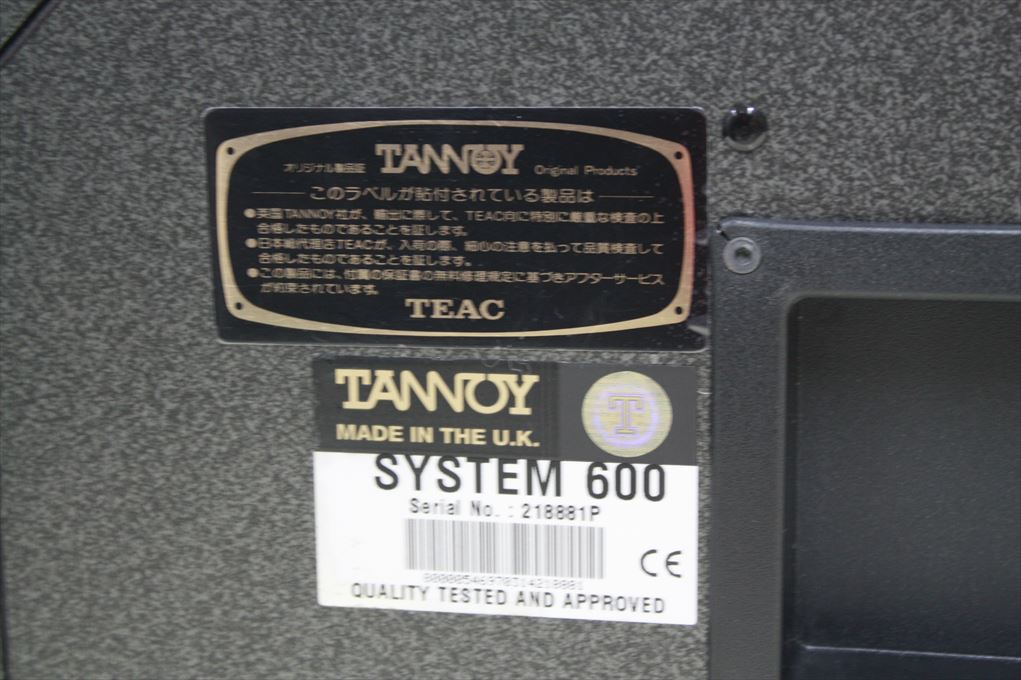 オリジナル製品証 TANNOY Original Products
このラベルが貼付されている製品は
●英国TANNOY社が、輸出に際して、TEAC向に特別に厳重な検査の上
合格したものであることを証します。
●日本総代理店TEACが、入荷の際、細心の注意を払って品質検査して
合格したものであることを証します。
●この製品には、付属の保証書の無料修理規定に基づきアフターサービス
が約束されています。
TEAC
TANNOY
T
MADE IN THE U.K.
SYSTEM 600
Serial No. : 218881P
CE
QUALITY TESTED AND APPROVED